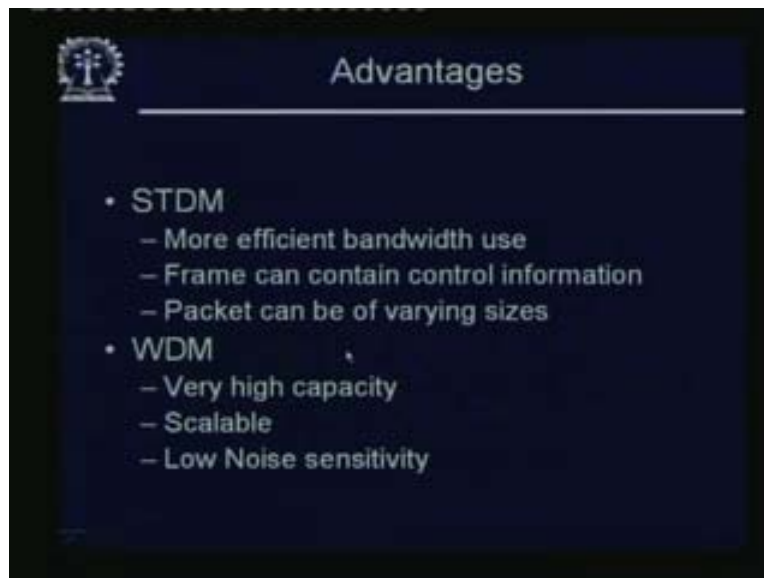 Advantages
• STDM
– More efficient bandwidth use
– Frame can contain control information
– Packet can be of varying sizes
• WDM
– Very high capacity
– Scalable
– Low Noise sensitivity